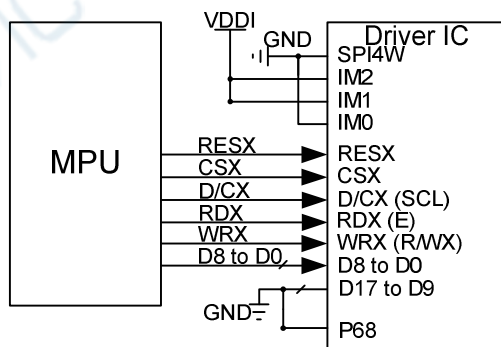 VDDI
GND
Driver IC
SPI4W
IM2
IM1
IM0
MPU
RESX
RESX
CSX
CSX
D/CX
D/CX (SCL)
RDX
RDX (E)
WRX
WRX (R/WX)
D8 to D0
D8 to D0
D17 to D9
GND
P68